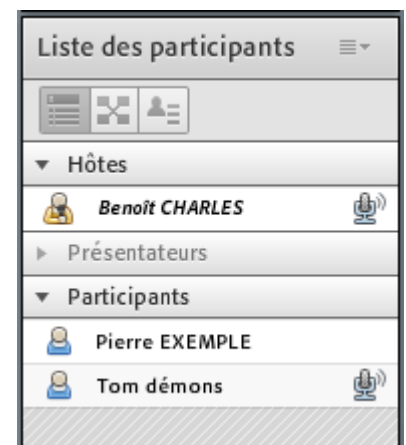 Liste des participants
Hôtes
Benoît CHARLES
Présentateurs
Participants
Pierre EXEMPLE
Tom démons